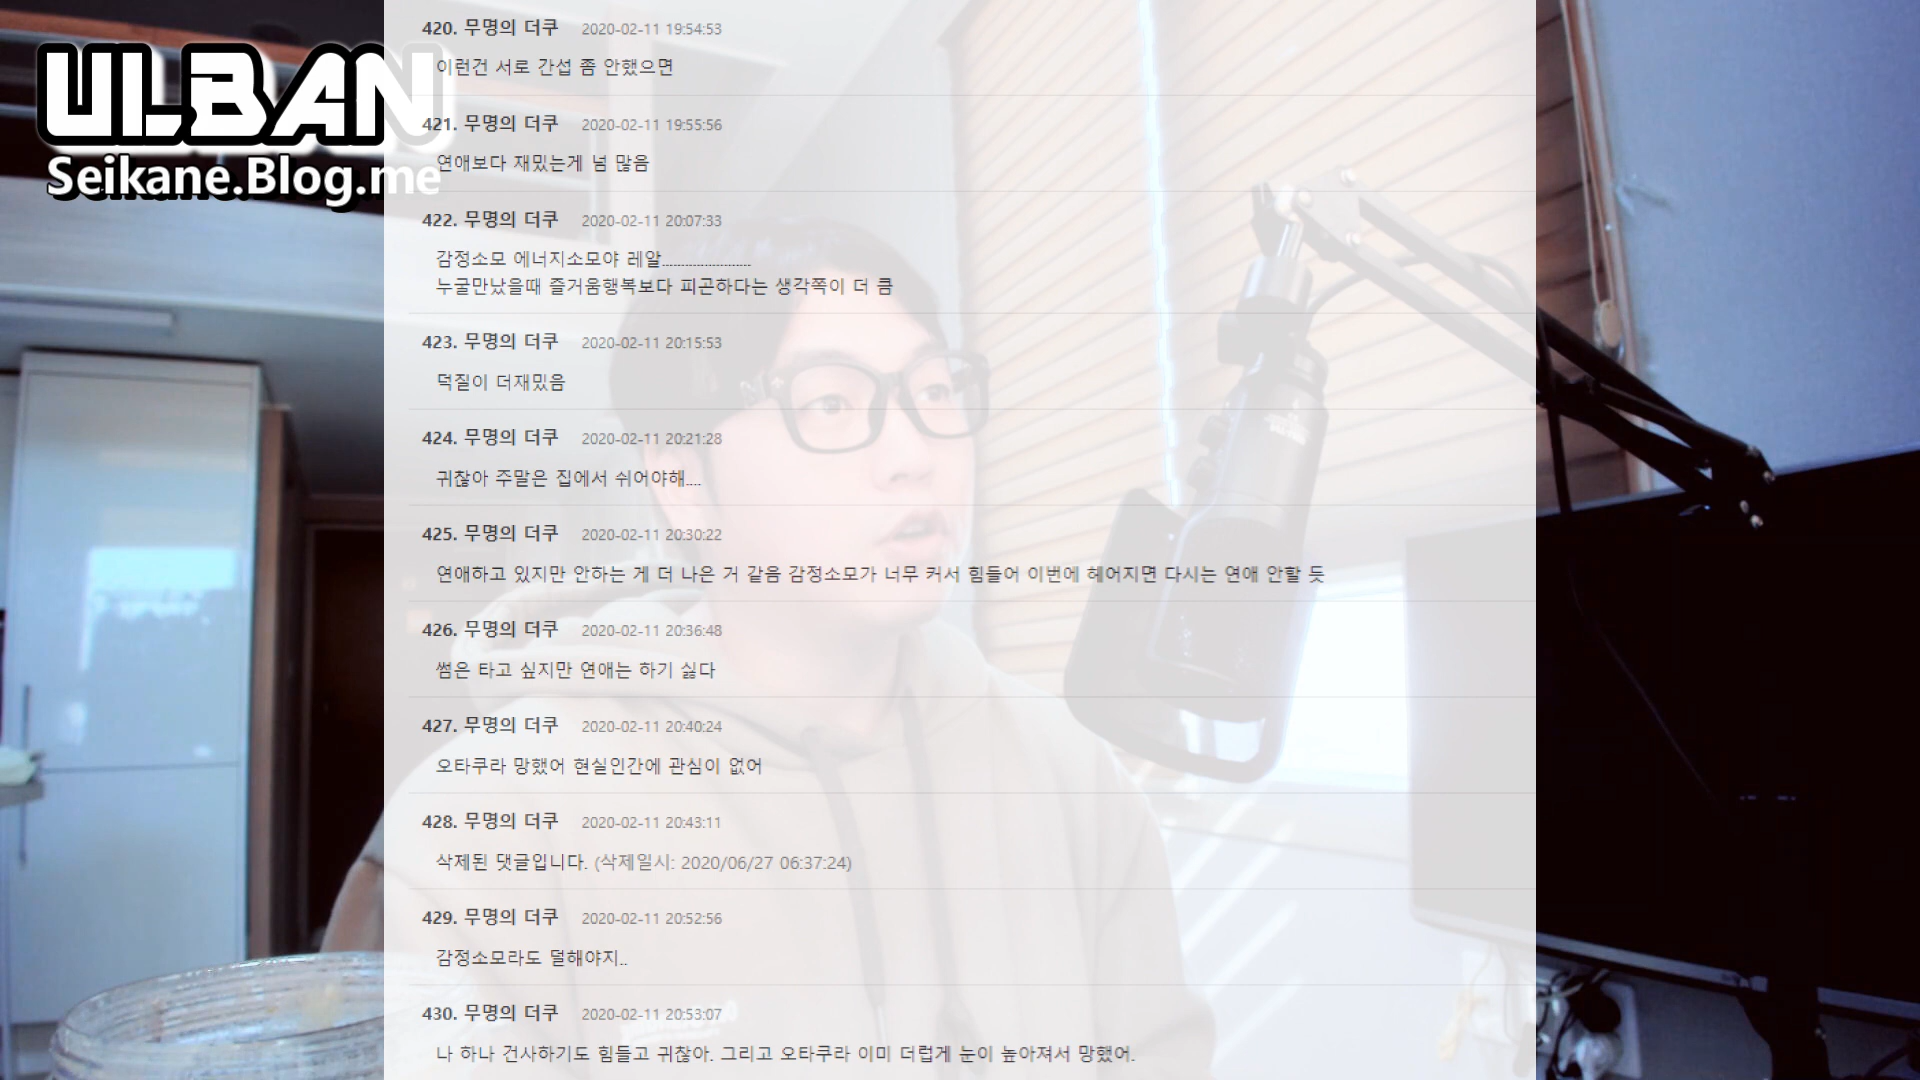 ULBAN
Seikane.Blog.me
420. 무명의 더쿠 2020-02-11 19:54:53
이런건 서로 간섭 좀 안했으면
421. 무명의 더쿠 2020-02-11 19:55:56
연애보다 재밌는게 넘 많음
422. 무명의 더쿠 2020-02-11 20:07:33
감정소모 에너지소모야 레알........................
누굴만났을때 즐거움행복보다 피곤하다는 생각쪽이 더 큼
423. 무명의 더쿠 2020-02-11 20:15:53
덕질이 더재밌음
424. 무명의 더쿠 2020-02-11 20:21:28
귀찮아 주말은 집에서 쉬어야해....
425. 무명의 더쿠 2020-02-11 20:30:22
연애하고 있지만 안하는 게 더 나은 거 같음 감정소모가 너무 커서 힘들어 이번에 헤어지면 다시는 연애 안할 듯
426. 무명의 더쿠 2020-02-11 20:36:48
썸은 타고 싶지만 연애는 하기 싫다
427. 무명의 더쿠 2020-02-11 20:40:24
오타쿠라 망했어 현실인간에 관심이 없어
428. 무명의 더쿠 2020-02-11 20:43:11
삭제된 댓글입니다. (삭제일시: 2020/06/27 06:37:24)
429. 무명의 더쿠 2020-02-11 20:52:56
감정소모라도 덜해야지..
430. 무명의 더쿠 2020-02-11 20:53:07
나 하나 건사하기도 힘들고 귀찮아. 그리고 오타쿠라 이미 더럽게 눈이 높아져서 망했어.